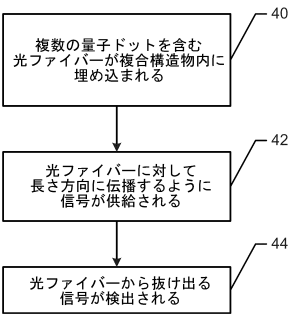 40
複数の量子ドットを含む
光ファイバーが複合構造物内に
埋め込まれる
42
光ファイバーに対して
長さ方向に伝播するように
信号が供給される
44
光ファイバーから抜け出る
信号が検出される